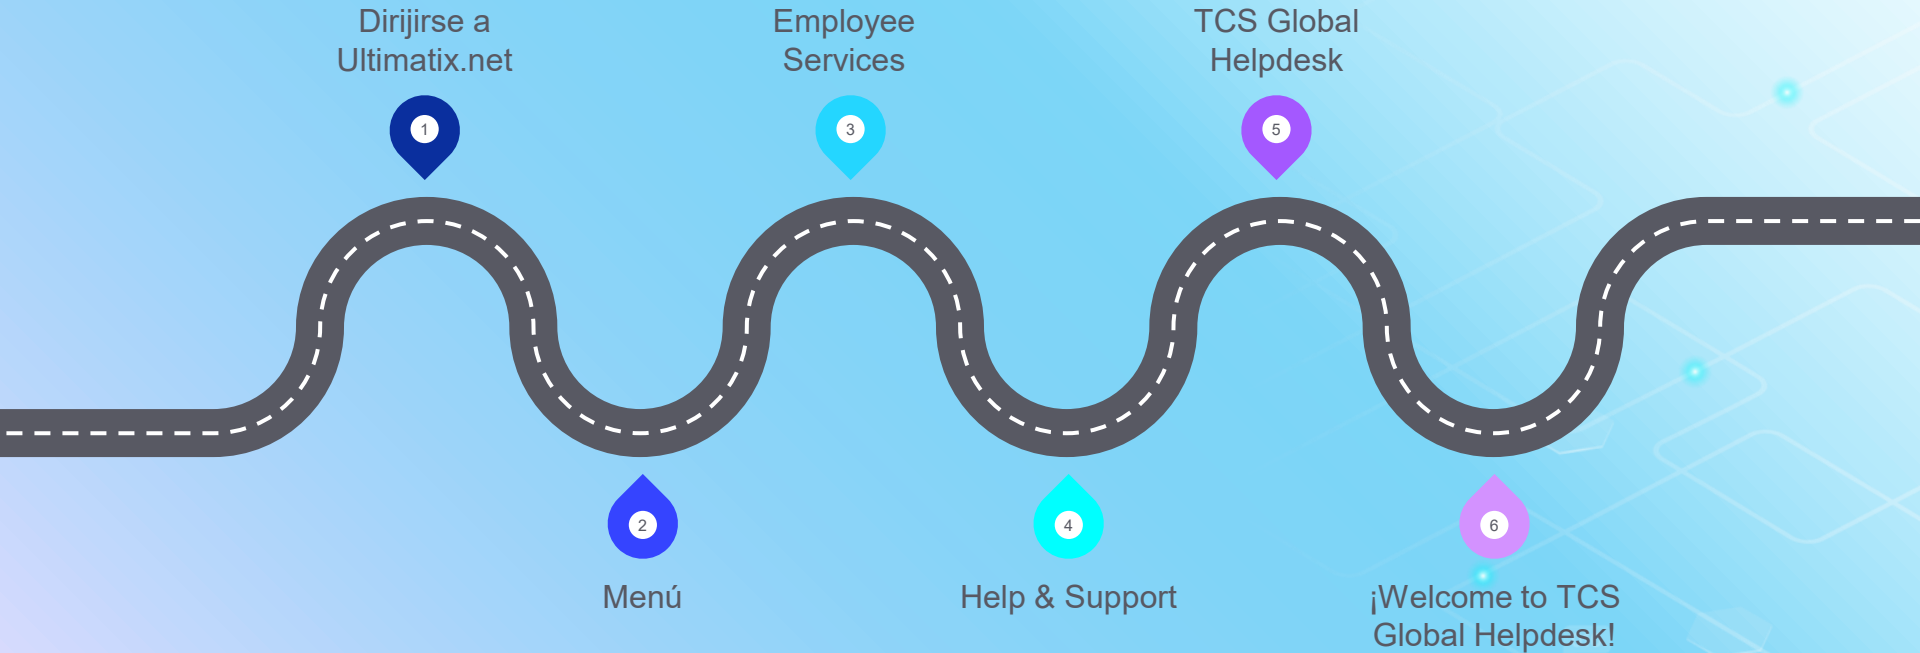 Dirijirse a
Ultimatix.net
1
Menú
2
Employee
Services
3
Help & Support
4
TCS Global
Helpdesk
5
¡Welcome to TCS
Global Helpdesk!
6